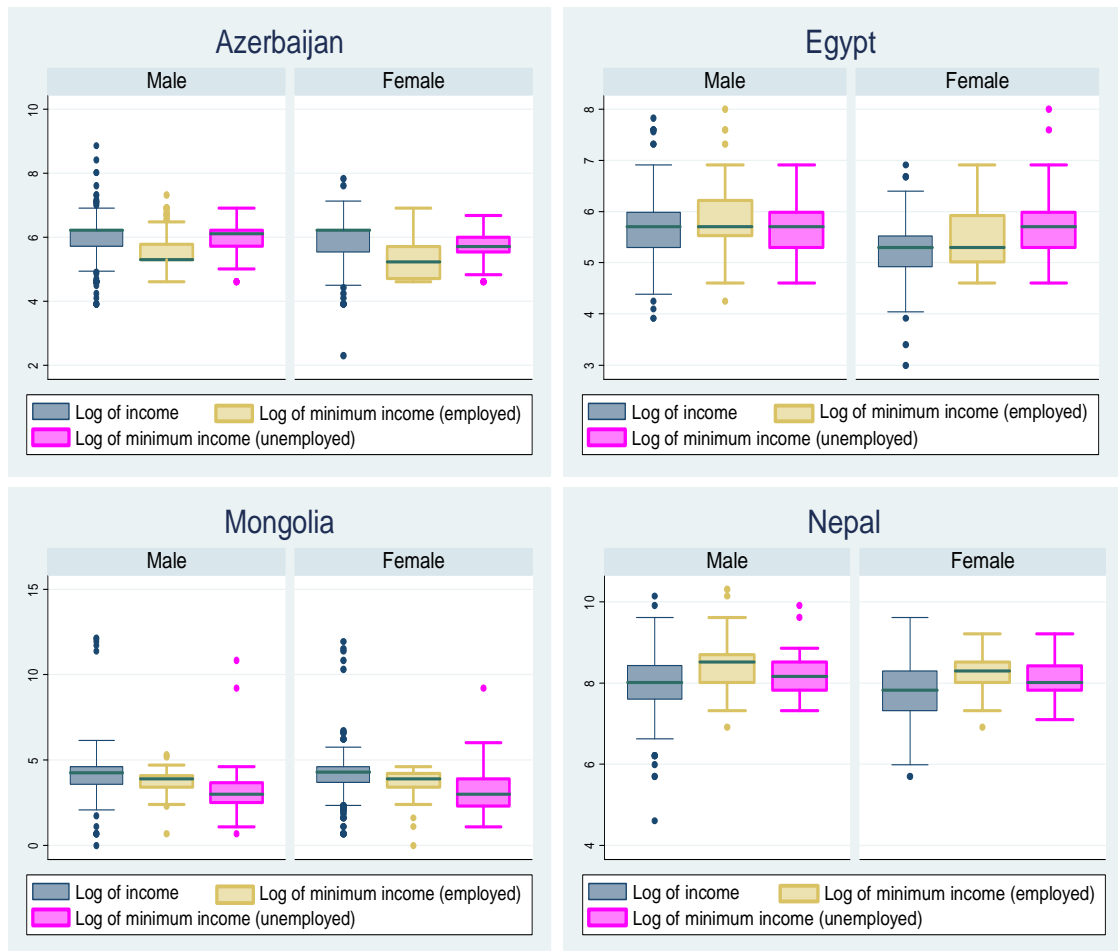 Azerbaijan
Male Female
10
8
6
4
2
Log of income Log of minimum income (employed)
Log of minimum income (unemployed)
Egypt
Male Female
8
7
6
5
4
3
Log of income Log of minimum income (employed)
Log of minimum income (unemployed)
Mongolia
Male Female
15
10
5
0
Log of income Log of minimum income (employed)
Log of minimum income (unemployed)
Nepal
Male Female
10
8
6
4
Log of income Log of minimum income (employed)
Log of minimum income (unemployed)